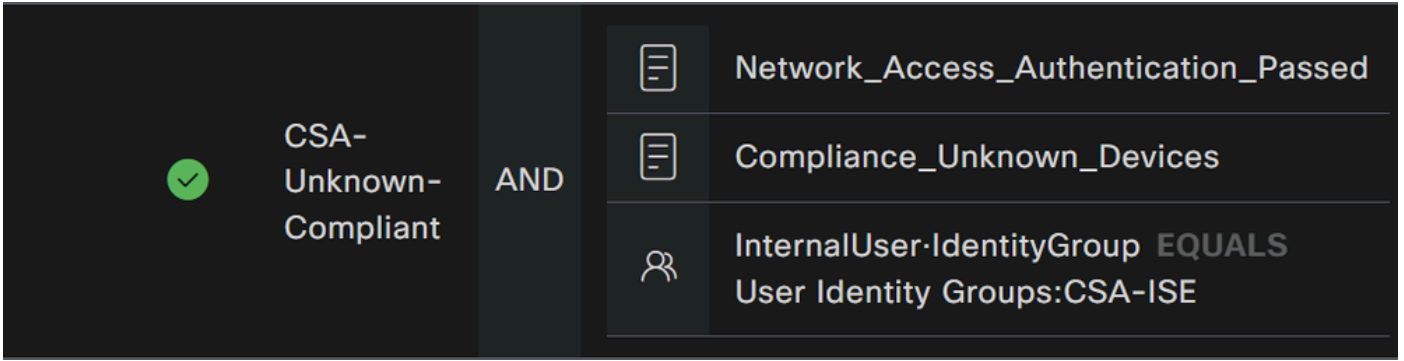 CSA-
Unknown-
Compliant
AND
Network_Access_Authentication_Passed
Compliance_Unknown_Devices
InternalUser·IdentityGroup EQUALS
User Identity Groups:CSA-ISE